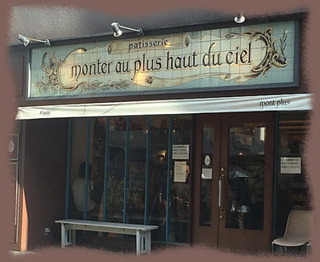 patisserie
monter au plus haut du ciel
mont plus